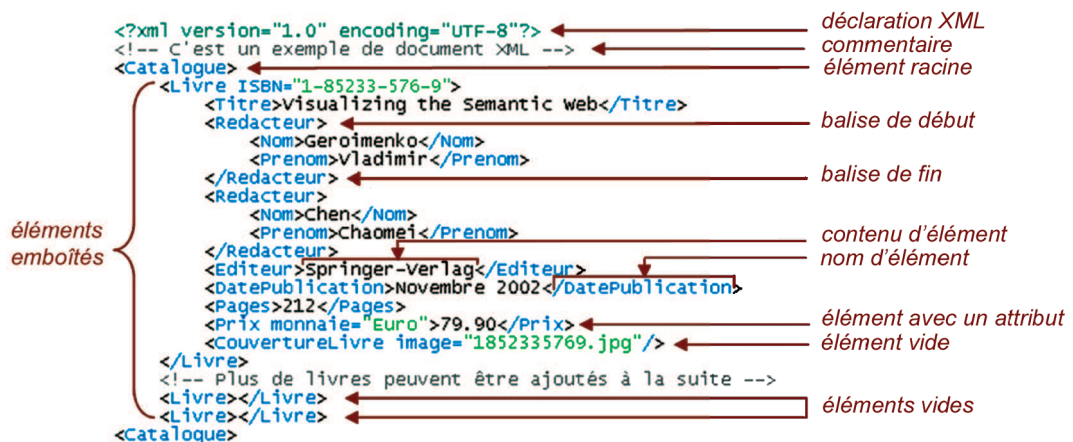 <?xml version="1.0" encoding="UTF-8"?> déclaration XML
<!-- C'est un exemple de document XML --> commentaire
<Catalogue> élément racine
<Livre ISBN="1-85233-576-9">
<Titre>Visualizing the Semantic Web</Titre>
<Redacteur> balise de début
<Nom>Geroimenko</Nom>
<Prenom>Vladimir</Prenom>
</Redacteur> balise de fin
<Redacteur>
<Nom>Chen</Nom>
<Prenom>Chaomei</Prenom>
</Redacteur>
éléments
emboîtés
contenu d'élément
nom d'élément
<Editeur>Springer-Verlag</Editeur>
<DatePublication>Novembre 2002</DatePublication>
<Pages>212</Pages>
<Prix monnaie="Euro">79.90</Prix> élément avec un attribut
<CouvertureLivre image="1852335769.jpg"/> élément vide
</Livre>
<!-- Plus de livres peuvent être ajoutés à la suite -->
<Livre></Livre>
<Livre></Livre>
éléments vides
<Catalogue>